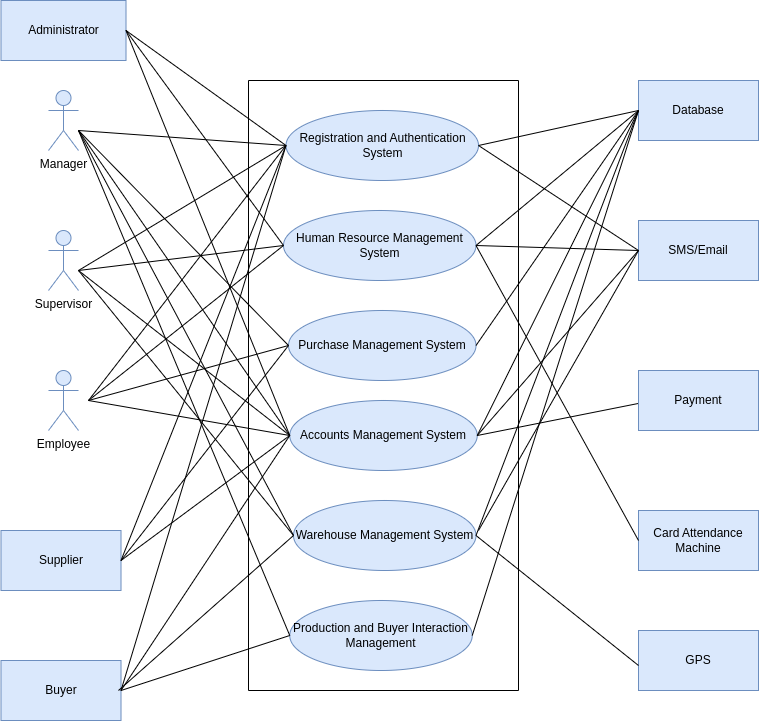 Administrator
Manager
Supervisor
Employee
Supplier
Buyer
Registration and Authentication
System
Human Resource Management
System
Purchase Management System
Accounts Management System
Warehouse Management System
Production and Buyer Interaction
Management
Database
SMS/Email
Payment
Card Attendance
Machine
GPS